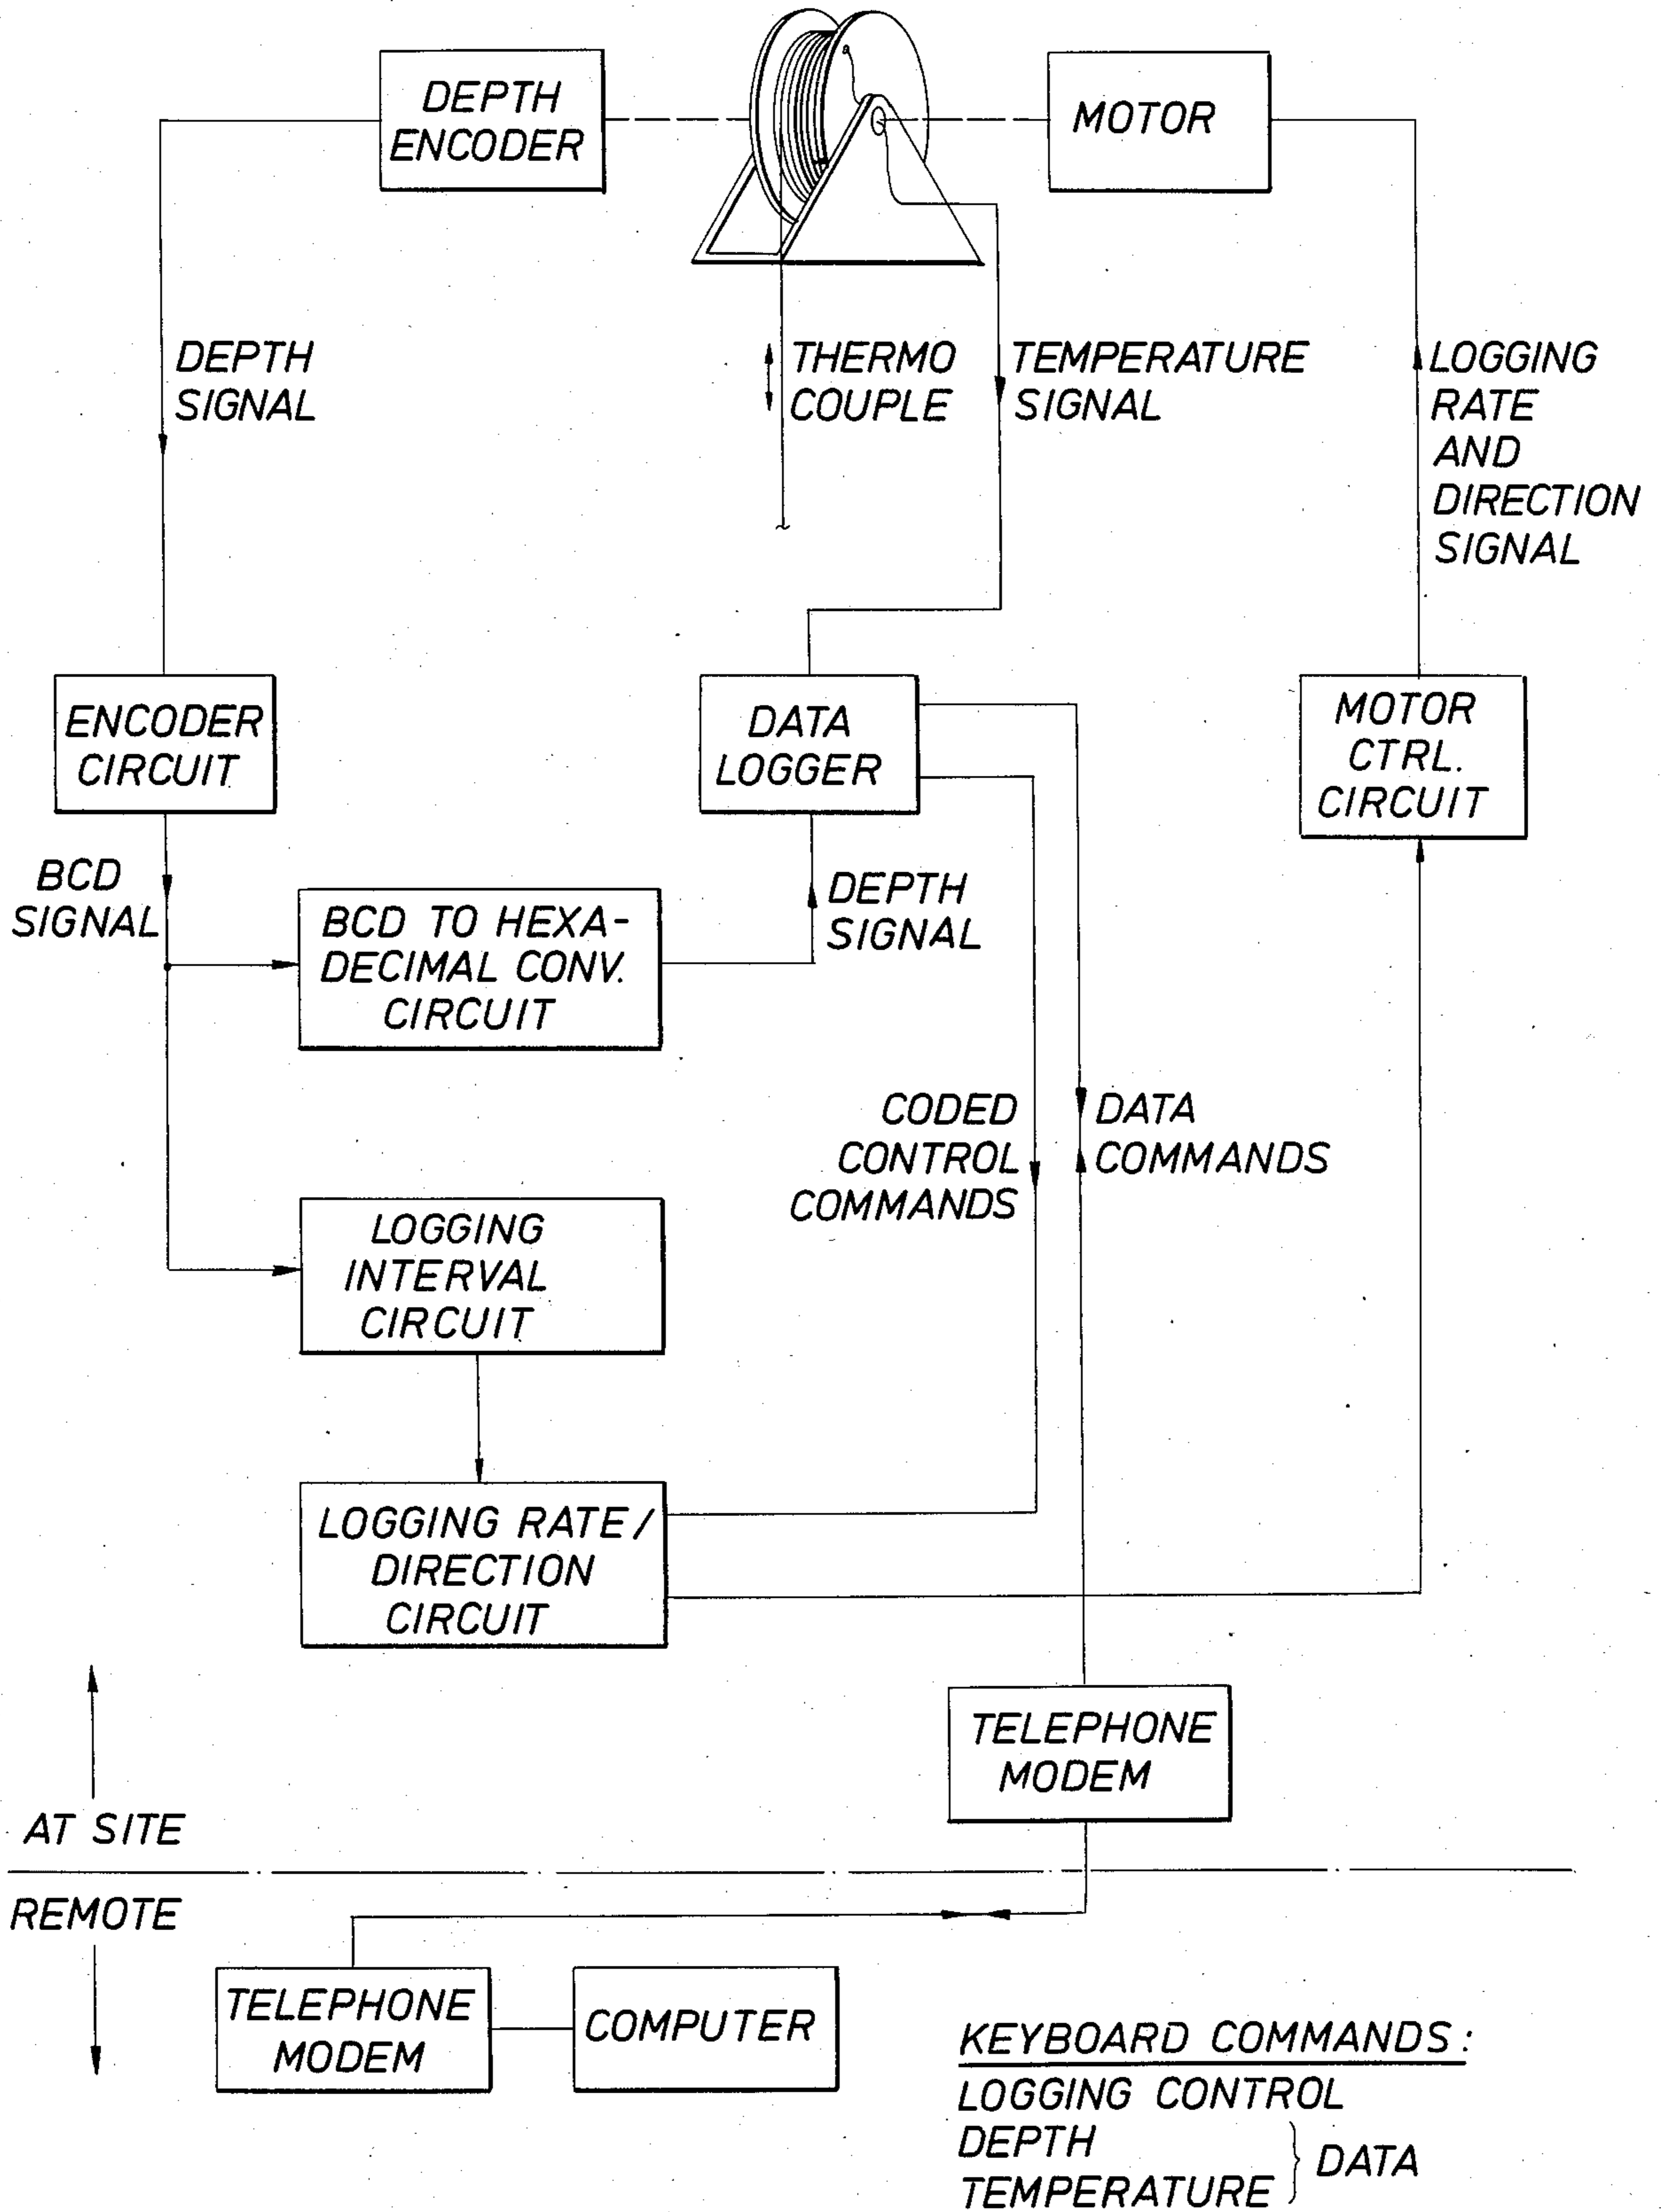 DEPTH
ENCODER
MOTOR
DEPTH
SIGNAL
THERMO
COUPLE
TEMPERATURE
SIGNAL
LOGGING
RATE
AND
DIRECTION
SIGNAL
ENCODER
CIRCUIT
DATA
LOGGER
MOTOR
CTRL.
CIRCUIT
BCD
SIGNAL
BCD TO HEXA-
DECIMAL CONV.
CIRCUIT
DEPTH
SIGNAL
CODED
CONTROL
COMMANDS
DATA
COMMANDS
LOGGING
INTERVAL
CIRCUIT
LOGGING RATE/
DIRECTION
CIRCUIT
TELEPHONE
MODEM
AT SITE
REMOTE
TELEPHONE
MODEM
COMPUTER
KEYBOARD COMMANDS:
LOGGING CONTROL
DEPTH
TEMPERATURE
DATA